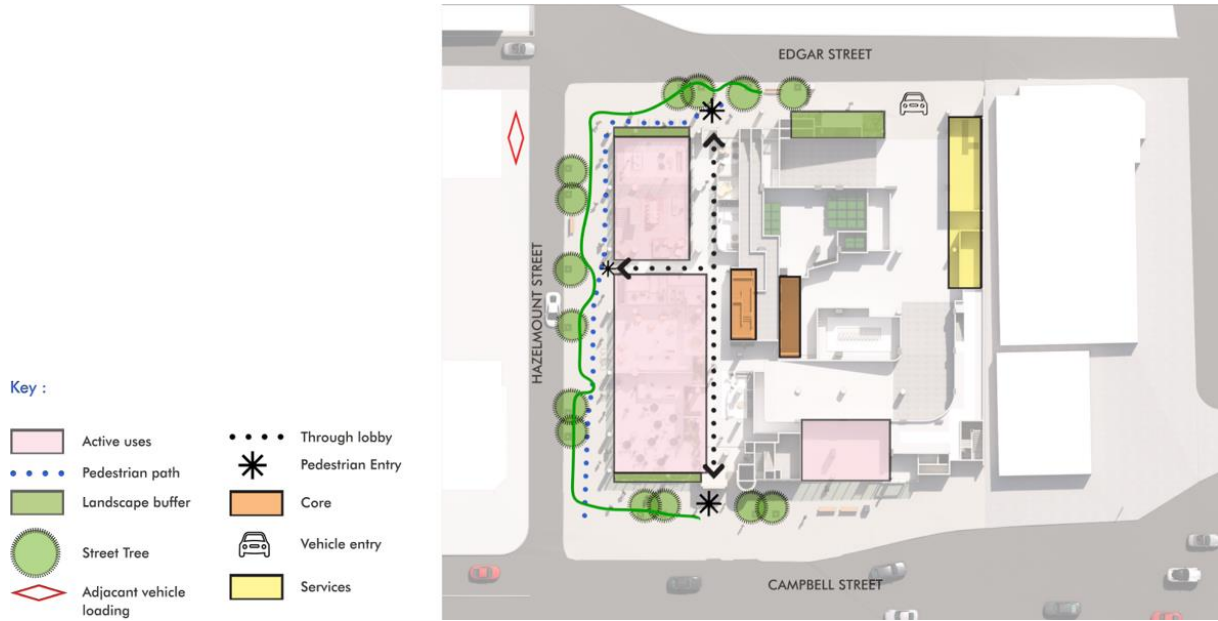 EDGAR STREET
HAZELMOUNT STREET
CAMPBELL STREET
Key :
Active uses
Pedestrian path
Landscape buffer
Street Tree
Adjacant vehicle
loading
Through lobby
Pedestrian Entry
Core
Vehicle entry
Services